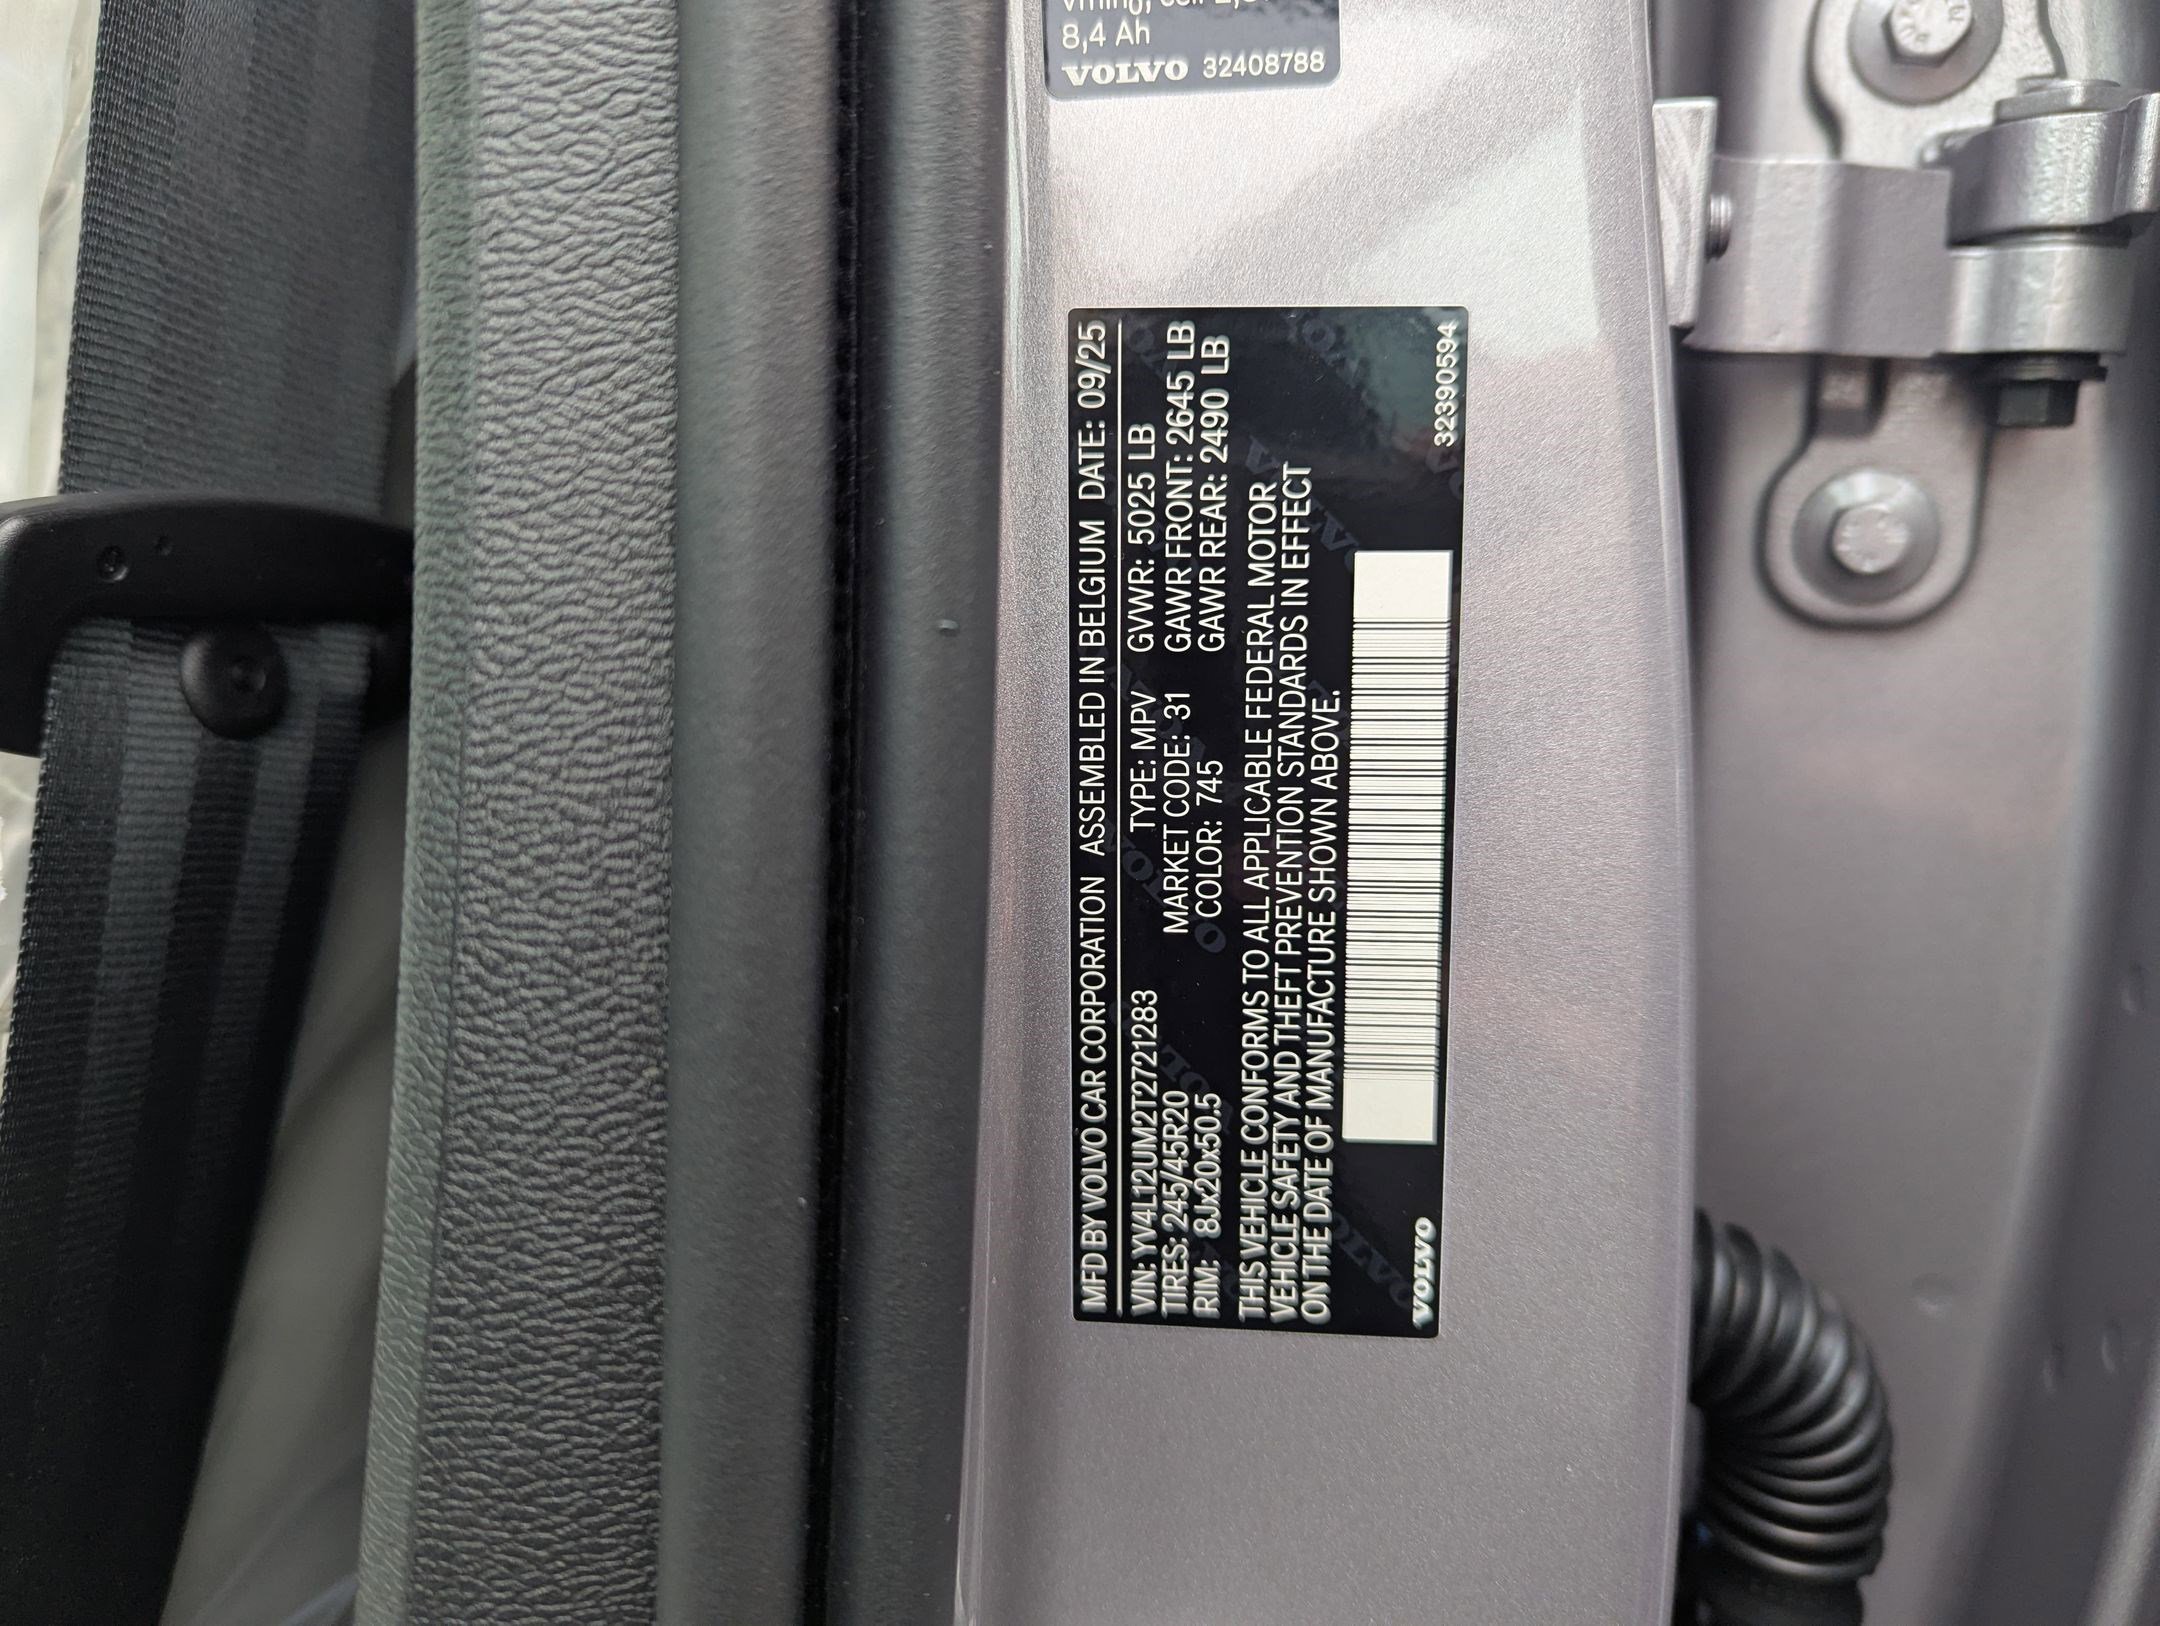 8,4 Ah
VOLVO 32408788
MFD BY VOLVO CAR CORPORATION ASSEMBLED IN BELGIUM DATE: 09/25
VIN: YV4L12UM2T2721283 TYPE: MPV GVWR: 5025 LB
TIRES: 245/45R20 MARKET CODE: 31 GAWR FRONT: 2645 LB
RIM: 8Jx20x50.5 COLOR: 745 GAWR REAR: 2490 LB
THIS VEHICLE CONFORMS TO ALL APPLICABLE FEDERAL MOTOR
VEHICLE SAFETY AND THEFT PREVENTION STANDARDS IN EFFECT
ON THE DATE OF MANUFACTURE SHOWN ABOVE.
VOLVO 32390594